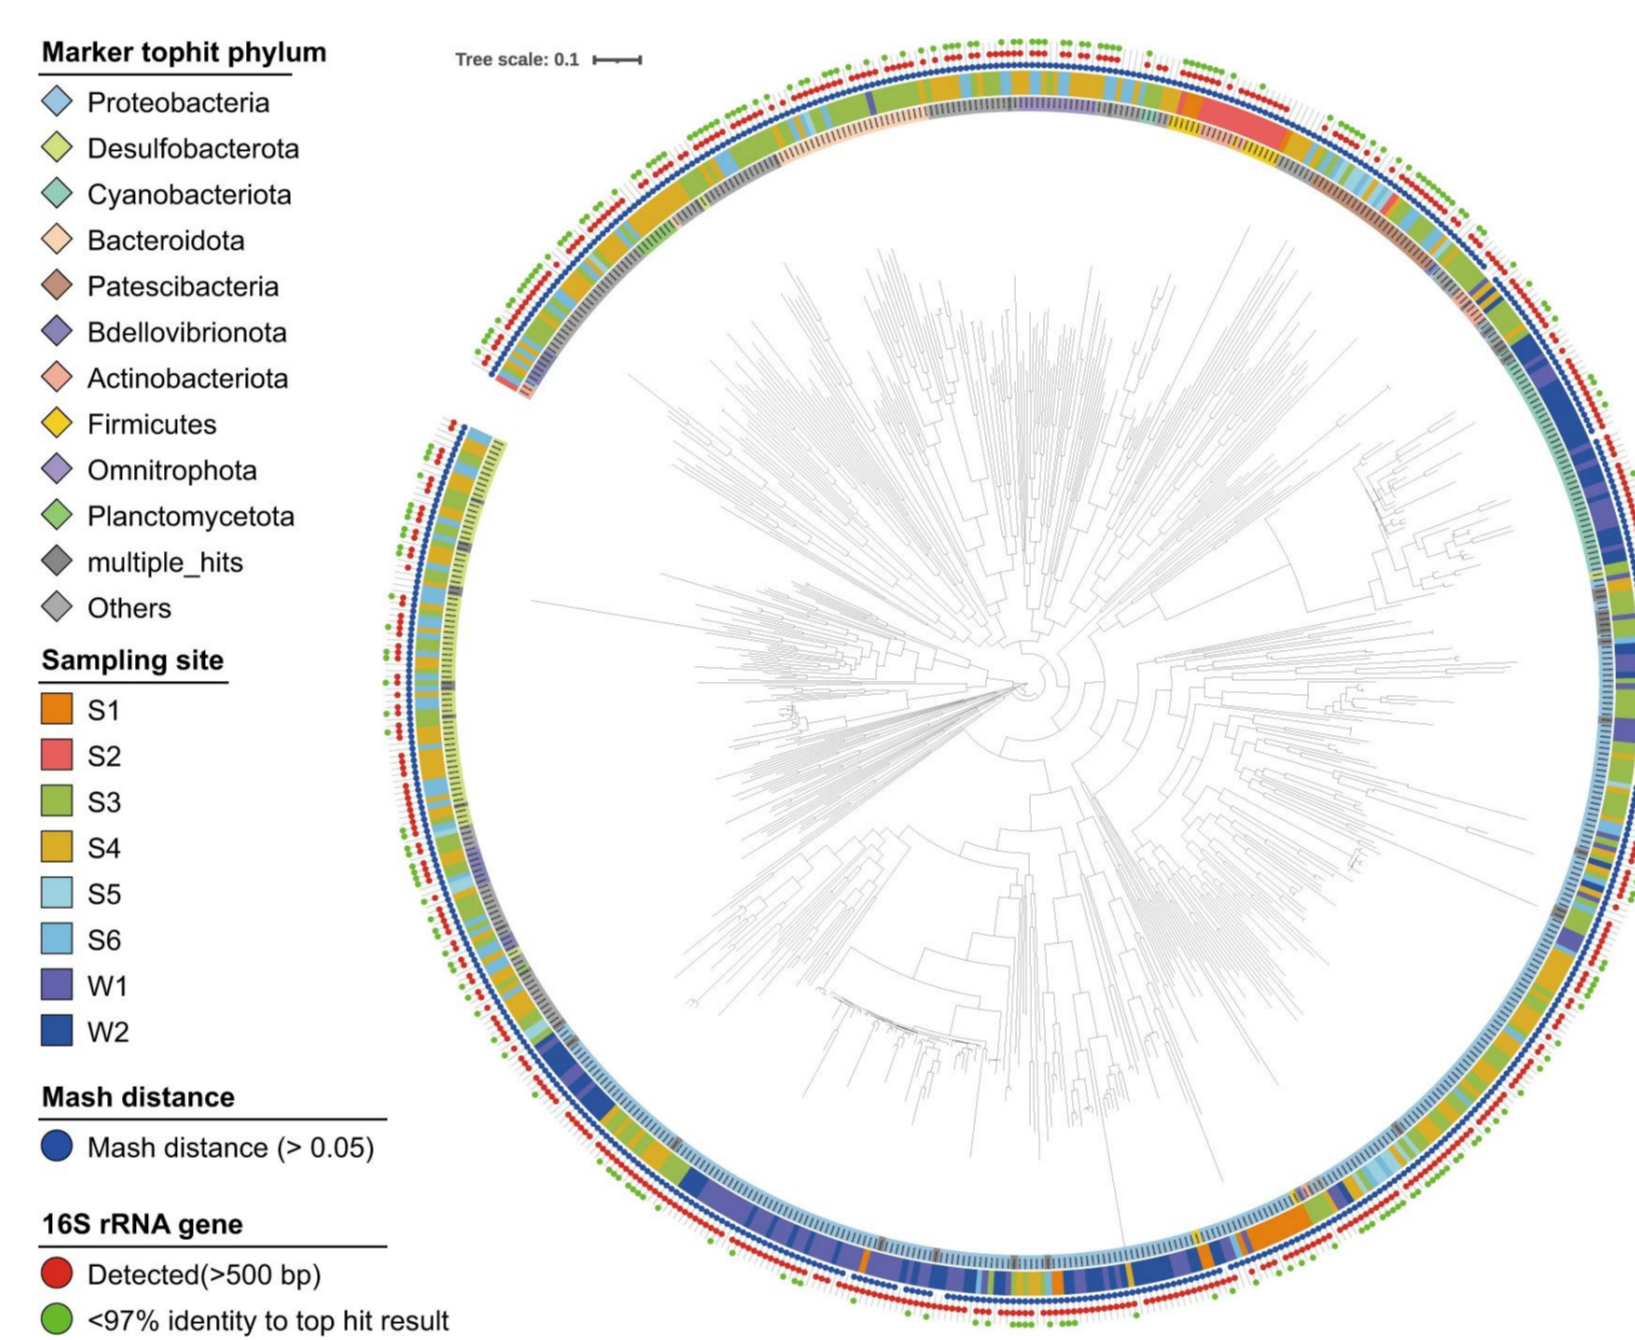 Marker tophit phylum
Proteobacteria
Desulfobacterota
Cyanobacteriota
Bacteroidota
Patescibacteria
Bdellovibrionota
Actinobacteriota
Firmicutes
Omnitrophota
Planctomycetota
multiple_hits
Others
Sampling site
S1
S2
S3
S4
S5
S6
W1
W2
Mash distance
Mash distance (> 0.05)
16S rRNA gene
Detected(>500 bp)
<97% identity to top hit result
Tree scale: 0.1